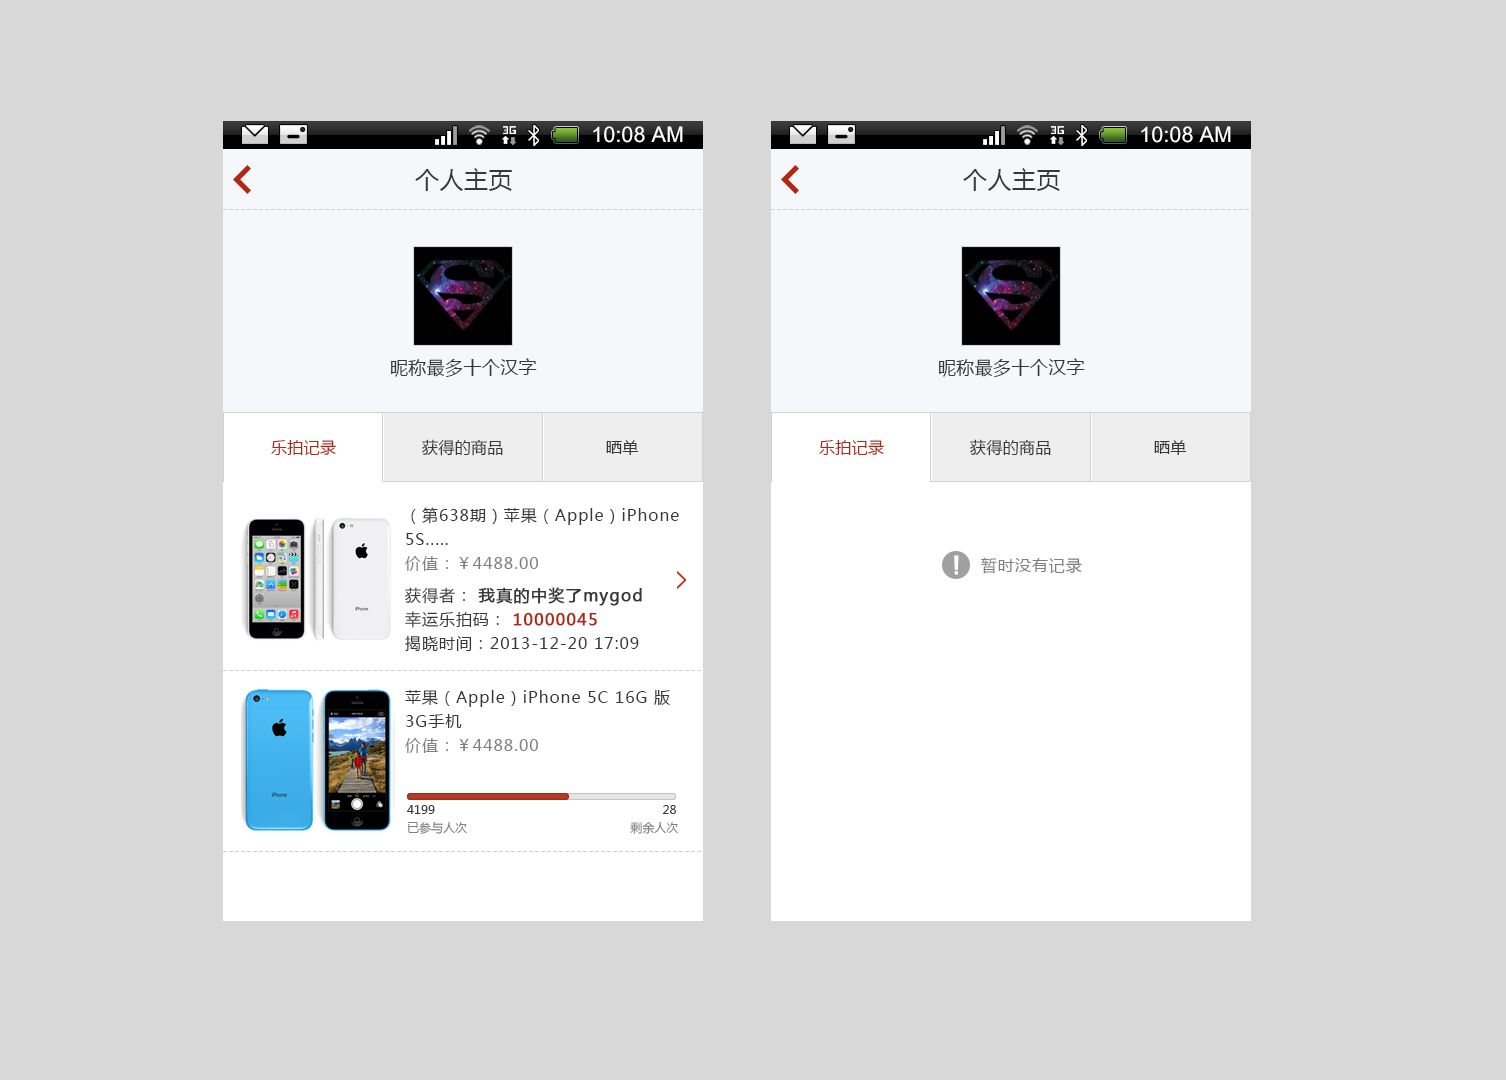 3G 10:08 AM
个人主页
昵称最多十个汉字
乐拍记录 获得的商品 晒单
（第638期）苹果（Apple）iPhone
5S.....
价值：￥4488.00
获得者： 我真的中奖了mygod
幸运乐拍码： 10000045
揭晓时间：2013-12-20 17:09
iPhone
苹果（Apple）iPhone 5C 16G 版
3G手机
价值：￥4488.00
iPhone
4199 28
已参与人次 剩余人次
3G 10:08 AM
个人主页
昵称最多十个汉字
乐拍记录 获得的商品 晒单
暂时没有记录